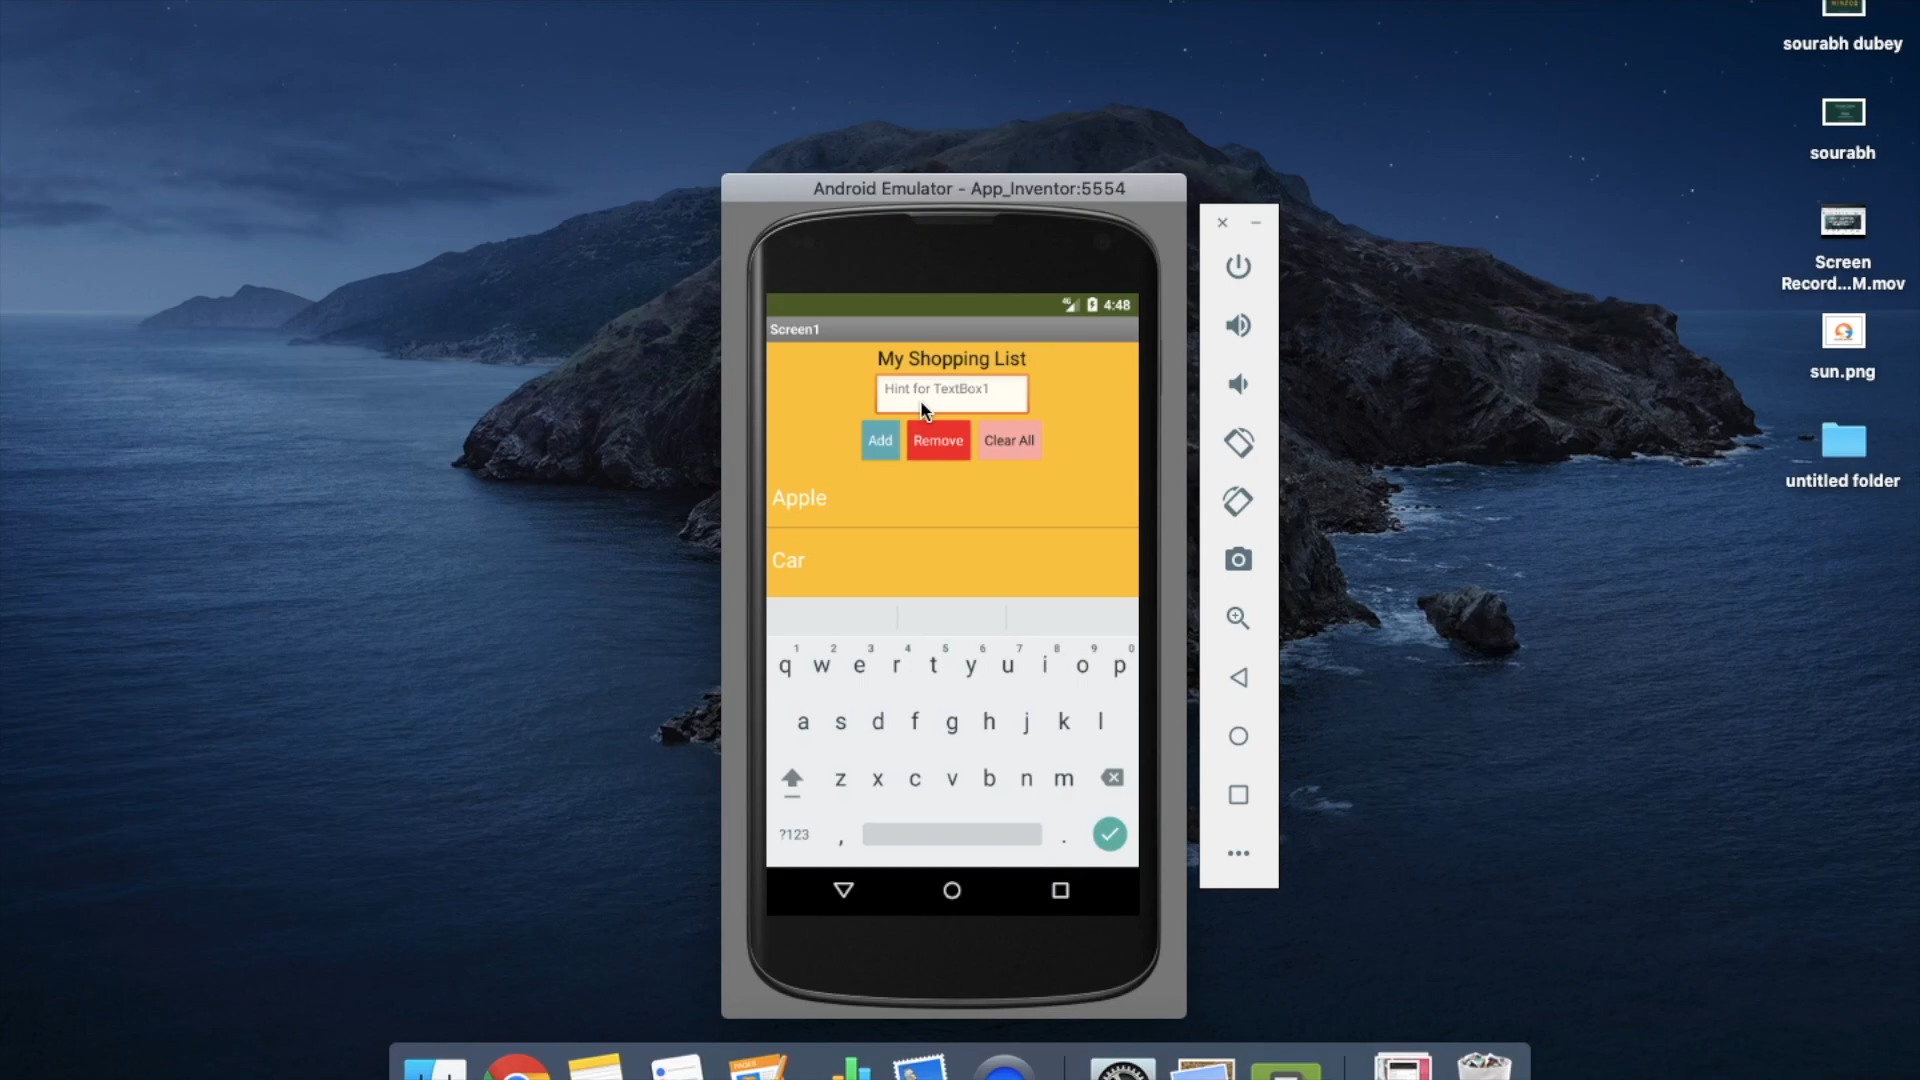 sourabh dubey
sourabh
Screen
Record...M.mov
sun.png
untitled folder
Android Emulator - App_Inventor:5554
4G 4:48
Screen1
My Shopping List
Hint for TextBox1
Add Remove Clear All
Apple
Car
1 2 3 4 5 6 7 8 9 0
q w e r t y u i o p
a s d f g h j k l
z x c v b n m
?123 , .
PAGES